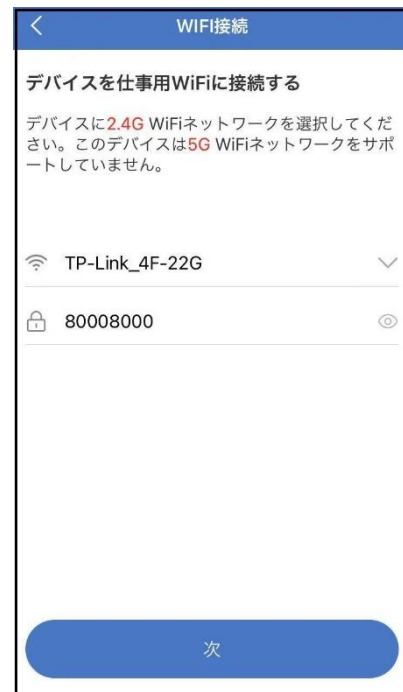 WIFI接続
デバイスを仕事用WiFiに接続する
デバイスに2.4G WiFiネットワークを選択してくだ
さい。このデバイスは5G WiFiネットワークをサポ
ートしていません。
TP-Link_4F-22G
80008000
次